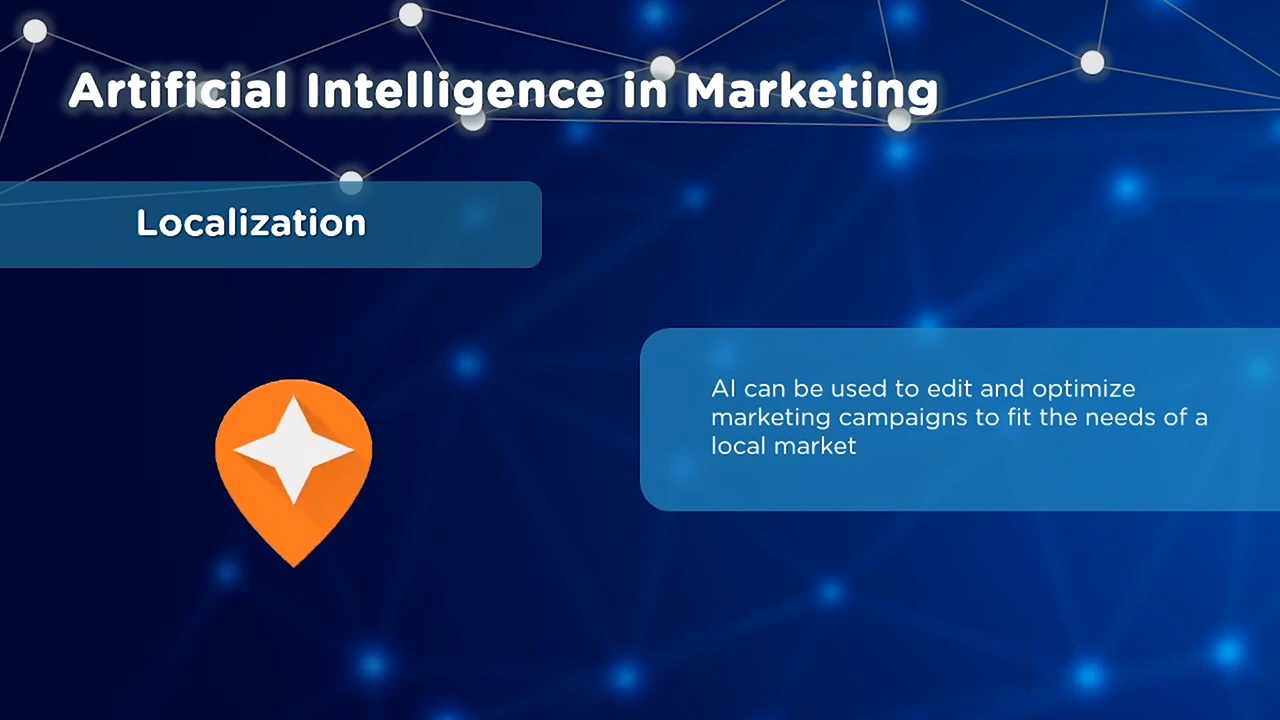 Artificial Intelligence in Marketing
Localization
AI can be used to edit and optimize
marketing campaigns to fit the needs of a
local market